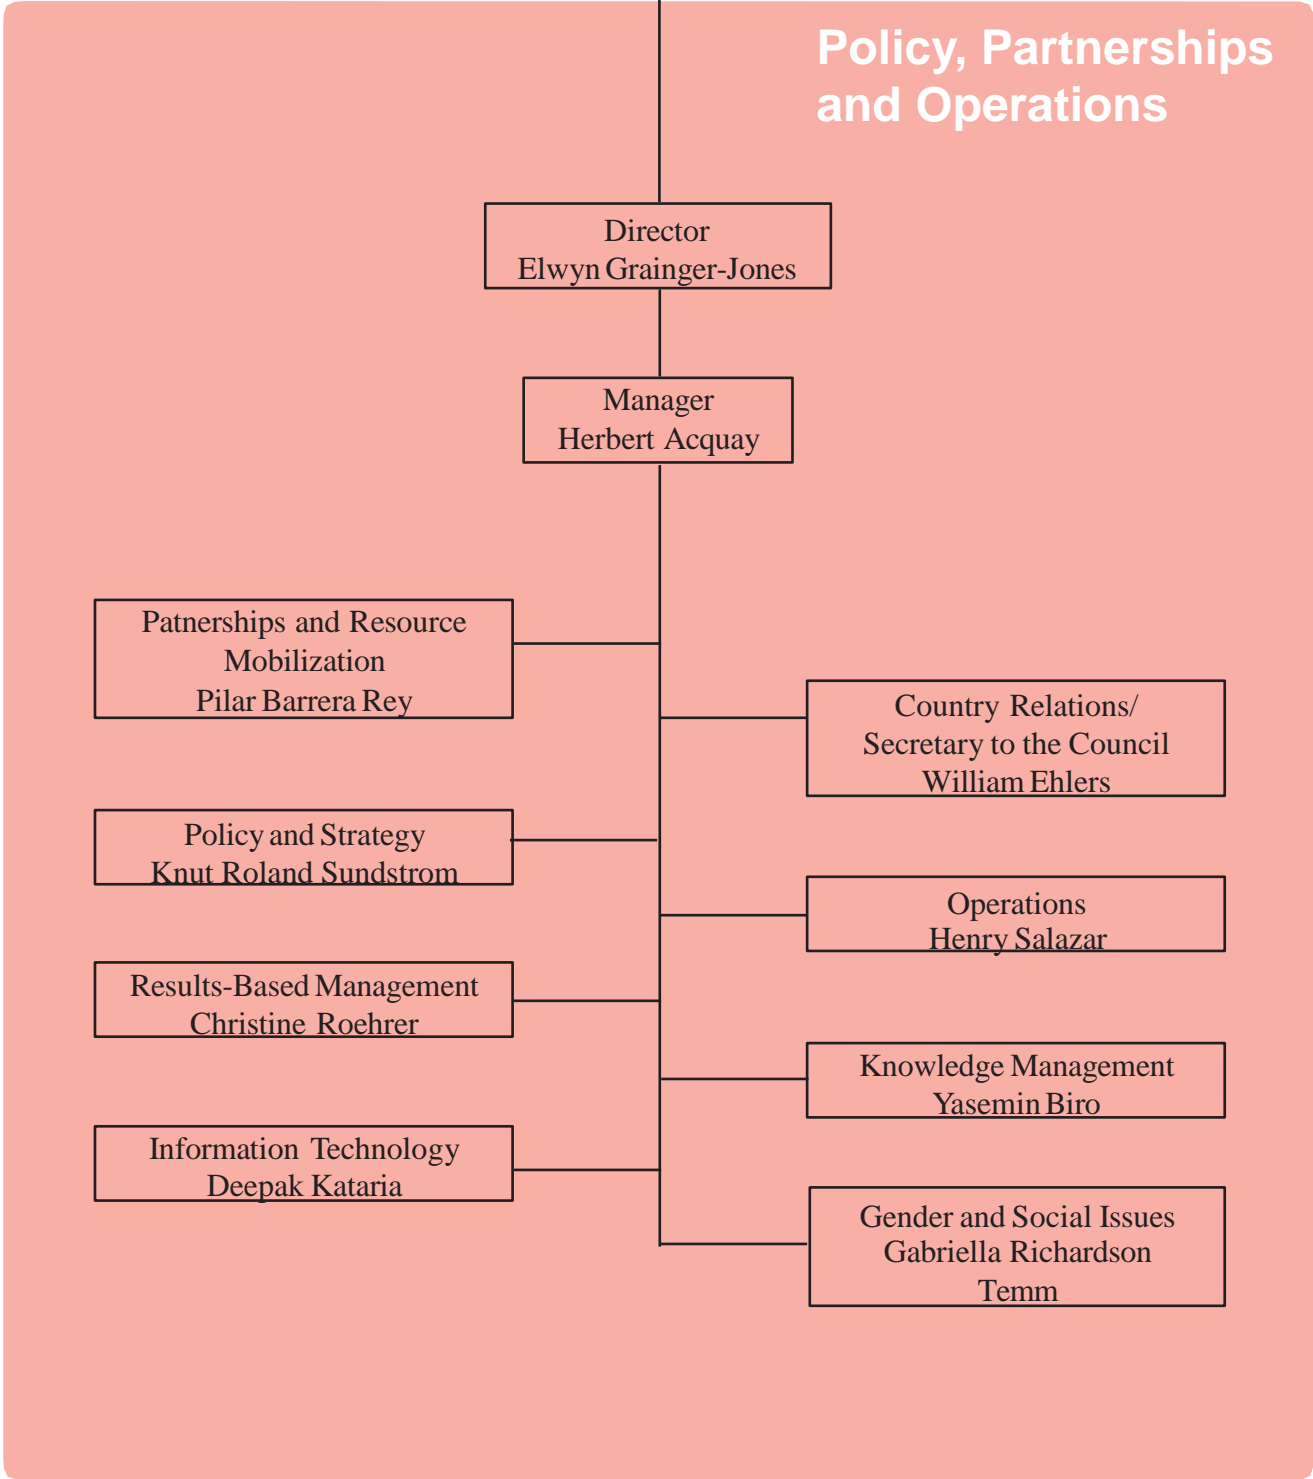 Policy, Partnerships
and Operations
Director
Elwyn Grainger-Jones
Manager
Herbert Acquay
Patnerships and Resource
Mobilization
Pilar Barrera Rey
Country Relations/
Secretary to the Council
William Ehlers
Policy and Strategy
Knut Roland Sundstrom
Operations
Henry Salazar
Results-Based Management
Christine Roehrer
Knowledge Management
Yasemin Biro
Information Technology
Deepak Kataria
Gender and Social Issues
Gabriella Richardson
Temm